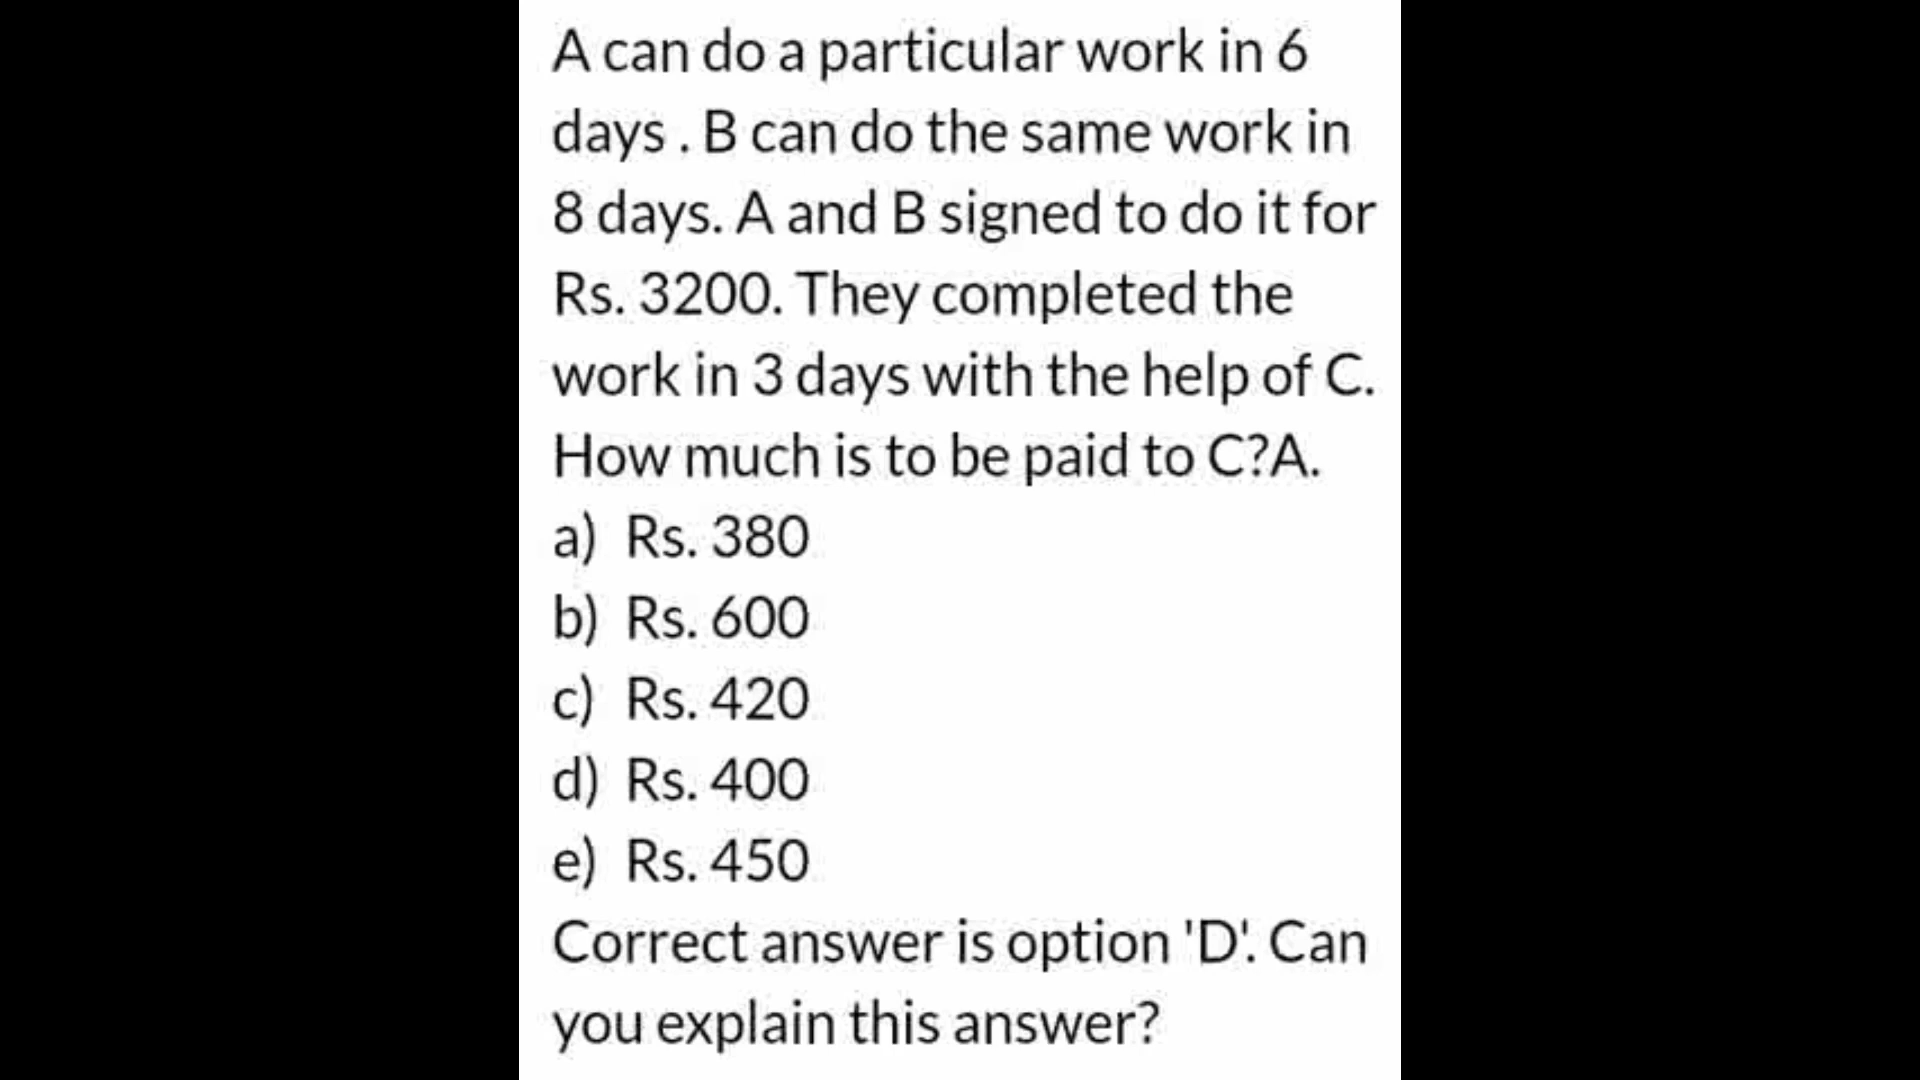 A can do a particular work in 6
days . B can do the same work in
8 days. A and B signed to do it for
Rs. 3200. They completed the
work in 3 days with the help of C.
How much is to be paid to C?A.
a) Rs. 380
b) Rs. 600
c) Rs. 420
d) Rs. 400
e) Rs. 450
Correct answer is option 'D'. Can
you explain this answer?